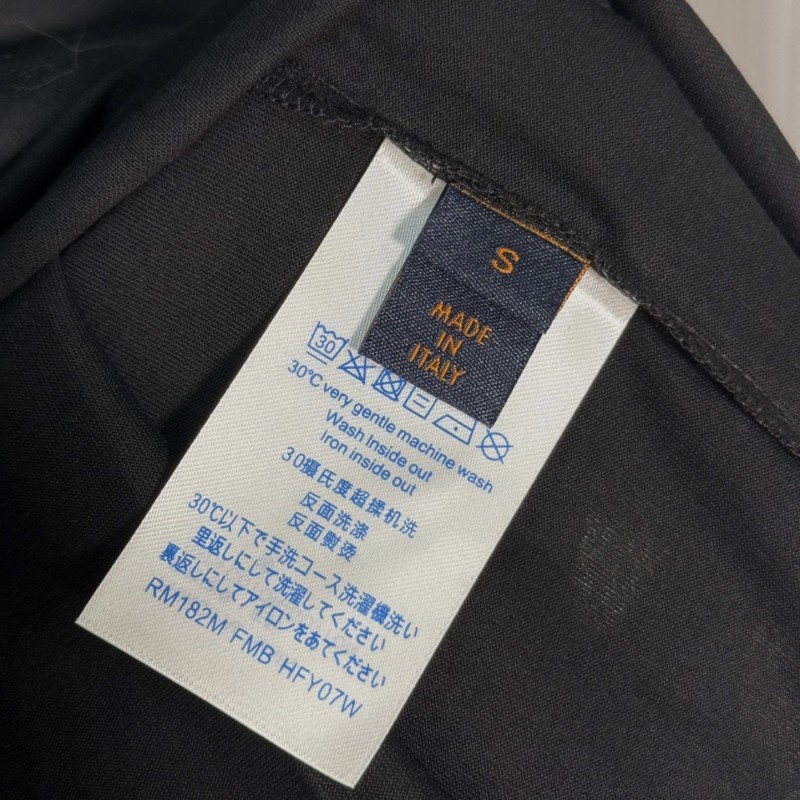 S
MADE
IN
ITALY
30
30°C very gentle machine wash
Wash Inside out
Iron inside out
30摄氏度超揉机洗
反面洗涤
反面熨烫
30℃以下で手洗コース洗濯機洗い
里返しにして洗濯してください
裏返しにしてアイロンをあてください
RM182M FMB HFY07W